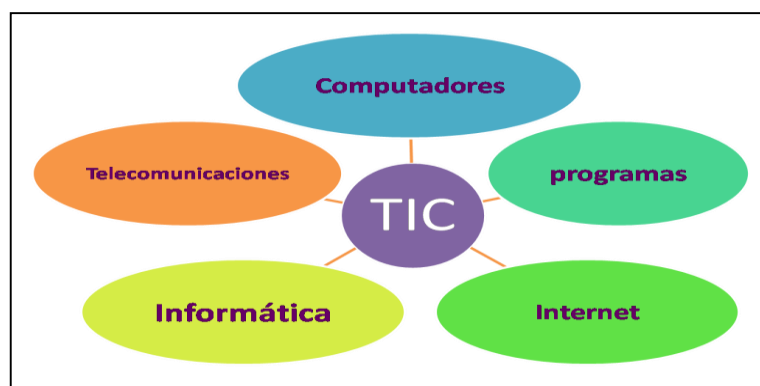 Computadores
Telecomunicaciones
programas
TIC
Informática
Internet